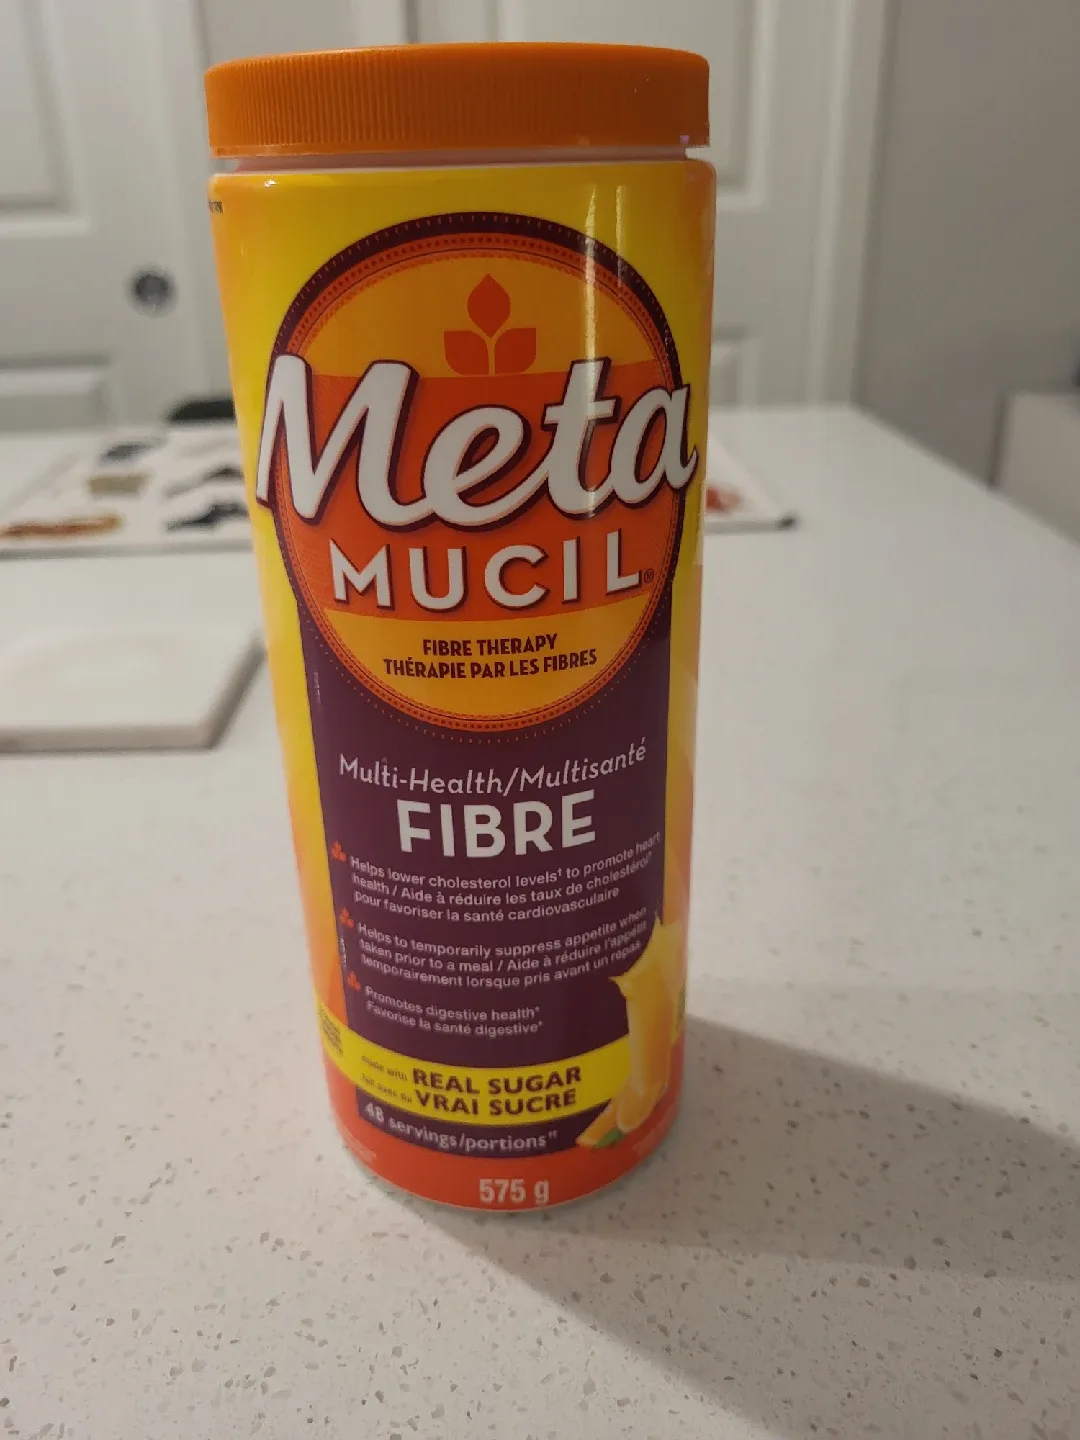 Meta
MUCIL®
FIBRE THERAPY
THÉRAPIE PAR LES FIBRES
Multi-Health/Multisanté
FIBRE
Helps lower cholesterol levels† to promote heart
health / Aide à réduire les taux de cholestérol†
pour favoriser la santé cardiovasculaire
Helps to temporarily suppress appetite when
taken prior to a meal / Aide à réduire l'appétit
temporairement lorsque pris avant un repas
Promotes digestive health*
Favorise la santé digestive*
made with REAL SUGAR
VRAI SUCRE
48 servings/portions**
575 g